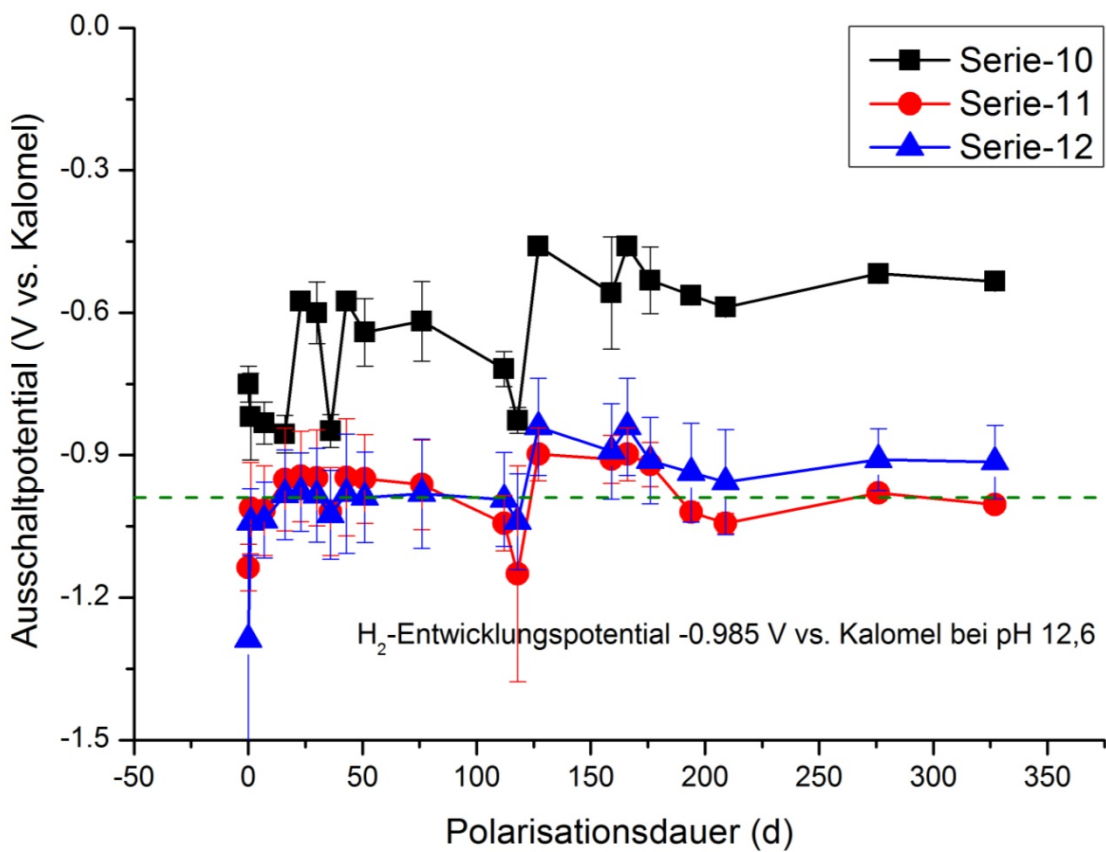 0.0
-0.3
-0.6
-0.9
-1.2
-1.5
Ausschaltpotential (V vs. Kalomel)
Serie-10
Serie-11
Serie-12
H₂-Entwicklungspotential -0.985 V vs. Kalomel bei pH 12,6
-50 0 50 100 150 200 250 300 350
Polarisationsdauer (d)